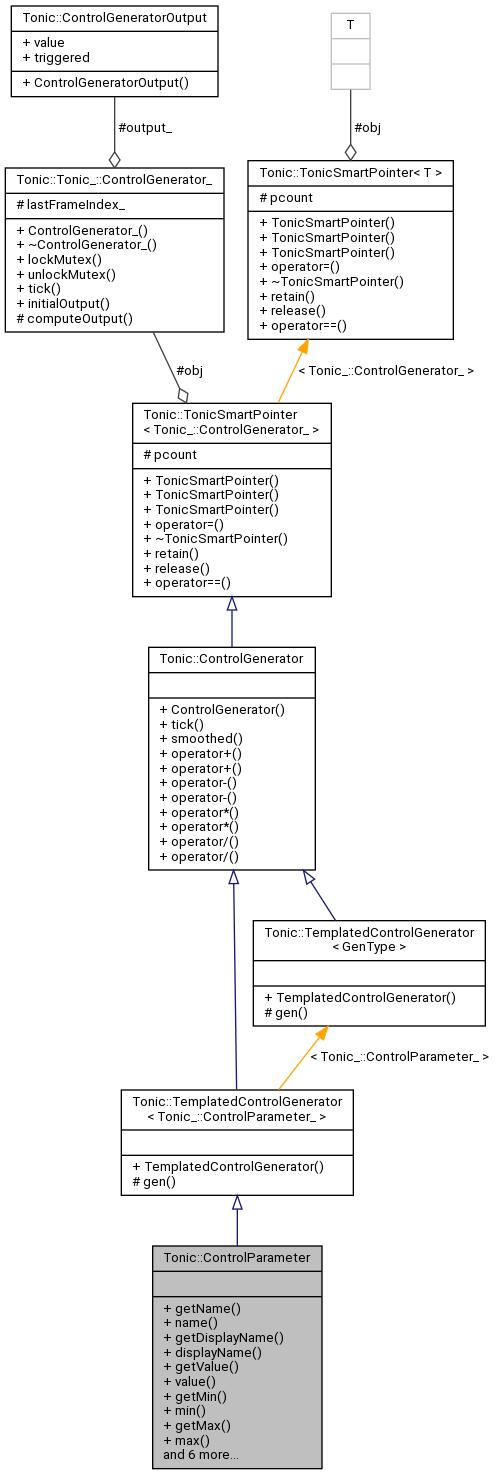 Tonic::ControlGeneratorOutput
+ value
+ triggered
+ ControlGeneratorOutput()
T
#output_
#obj
Tonic::Tonic_::ControlGenerator_
# lastFrameIndex_
+ ControlGenerator_()
+ ~ControlGenerator_()
+ lockMutex()
+ unlockMutex()
+ tick()
+ initialOutput()
# computeOutput()
Tonic::TonicSmartPointer< T >
# pcount
+ TonicSmartPointer()
+ TonicSmartPointer()
+ TonicSmartPointer()
+ operator=()
+ ~TonicSmartPointer()
+ retain()
+ release()
+ operator==()
#obj
< Tonic_::ControlGenerator_ >
Tonic::TonicSmartPointer
< Tonic_::ControlGenerator_ >
# pcount
+ TonicSmartPointer()
+ TonicSmartPointer()
+ TonicSmartPointer()
+ operator=()
+ ~TonicSmartPointer()
+ retain()
+ release()
+ operator==()
Tonic::ControlGenerator
+ ControlGenerator()
+ tick()
+ smoothed()
+ operator+()
+ operator+()
+ operator-()
+ operator-()
+ operator*()
+ operator*()
+ operator/()
+ operator/()
Tonic::TemplatedControlGenerator
< GenType >
+ TemplatedControlGenerator()
# gen()
< Tonic_::ControlParameter_ >
Tonic::TemplatedControlGenerator
< Tonic_::ControlParameter_ >
+ TemplatedControlGenerator()
# gen()
Tonic::ControlParameter
+ getName()
+ name()
+ getDisplayName()
+ displayName()
+ getValue()
+ value()
+ getMin()
+ min()
+ getMax()
+ max()
and 6 more...